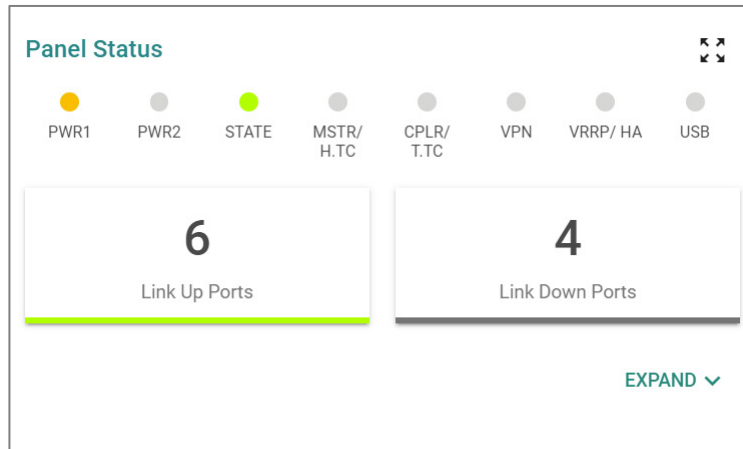 Panel Status
PWR1 PWR2 STATE MSTR/ CPLR/ VPN VRRP/ HA USB
H.TC T.TC
6 4
Link Up Ports Link Down Ports
EXPAND